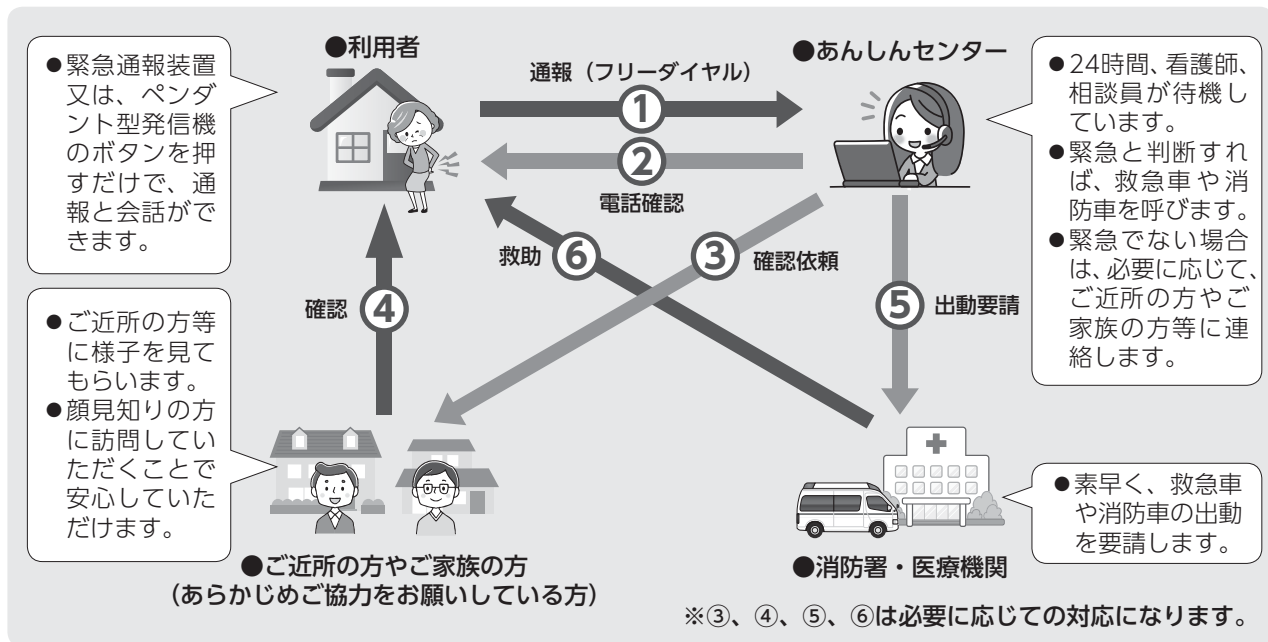 ●利用者
●あんしんセンター
●緊急通報装置
又は、ペンダ
ント型発信機
のボタンを押
すだけで、通
報と会話がで
きます。
通報（フリーダイヤル）
①
②
電話確認
●24時間、看護師、
相談員が待機し
ています。
●緊急と判断すれ
ば、救急車や消
防車を呼びます。
●緊急でない場合
は、必要に応じて、
ご近所の方やご
家族の方等に連
絡します。
救助
⑥
③
確認依頼
確認
④
⑤
出動要請
●ご近所の方等
に様子を見て
もらいます。
●顔見知りの方
に訪問してい
ただくことで
安心していた
だけます。
●素早く、救急車
や消防車の出動
を要請します。
●ご近所の方やご家族の方
（あらかじめご協力をお願いしている方）
●消防署・医療機関
※③、④、⑤、⑥は必要に応じての対応になります。